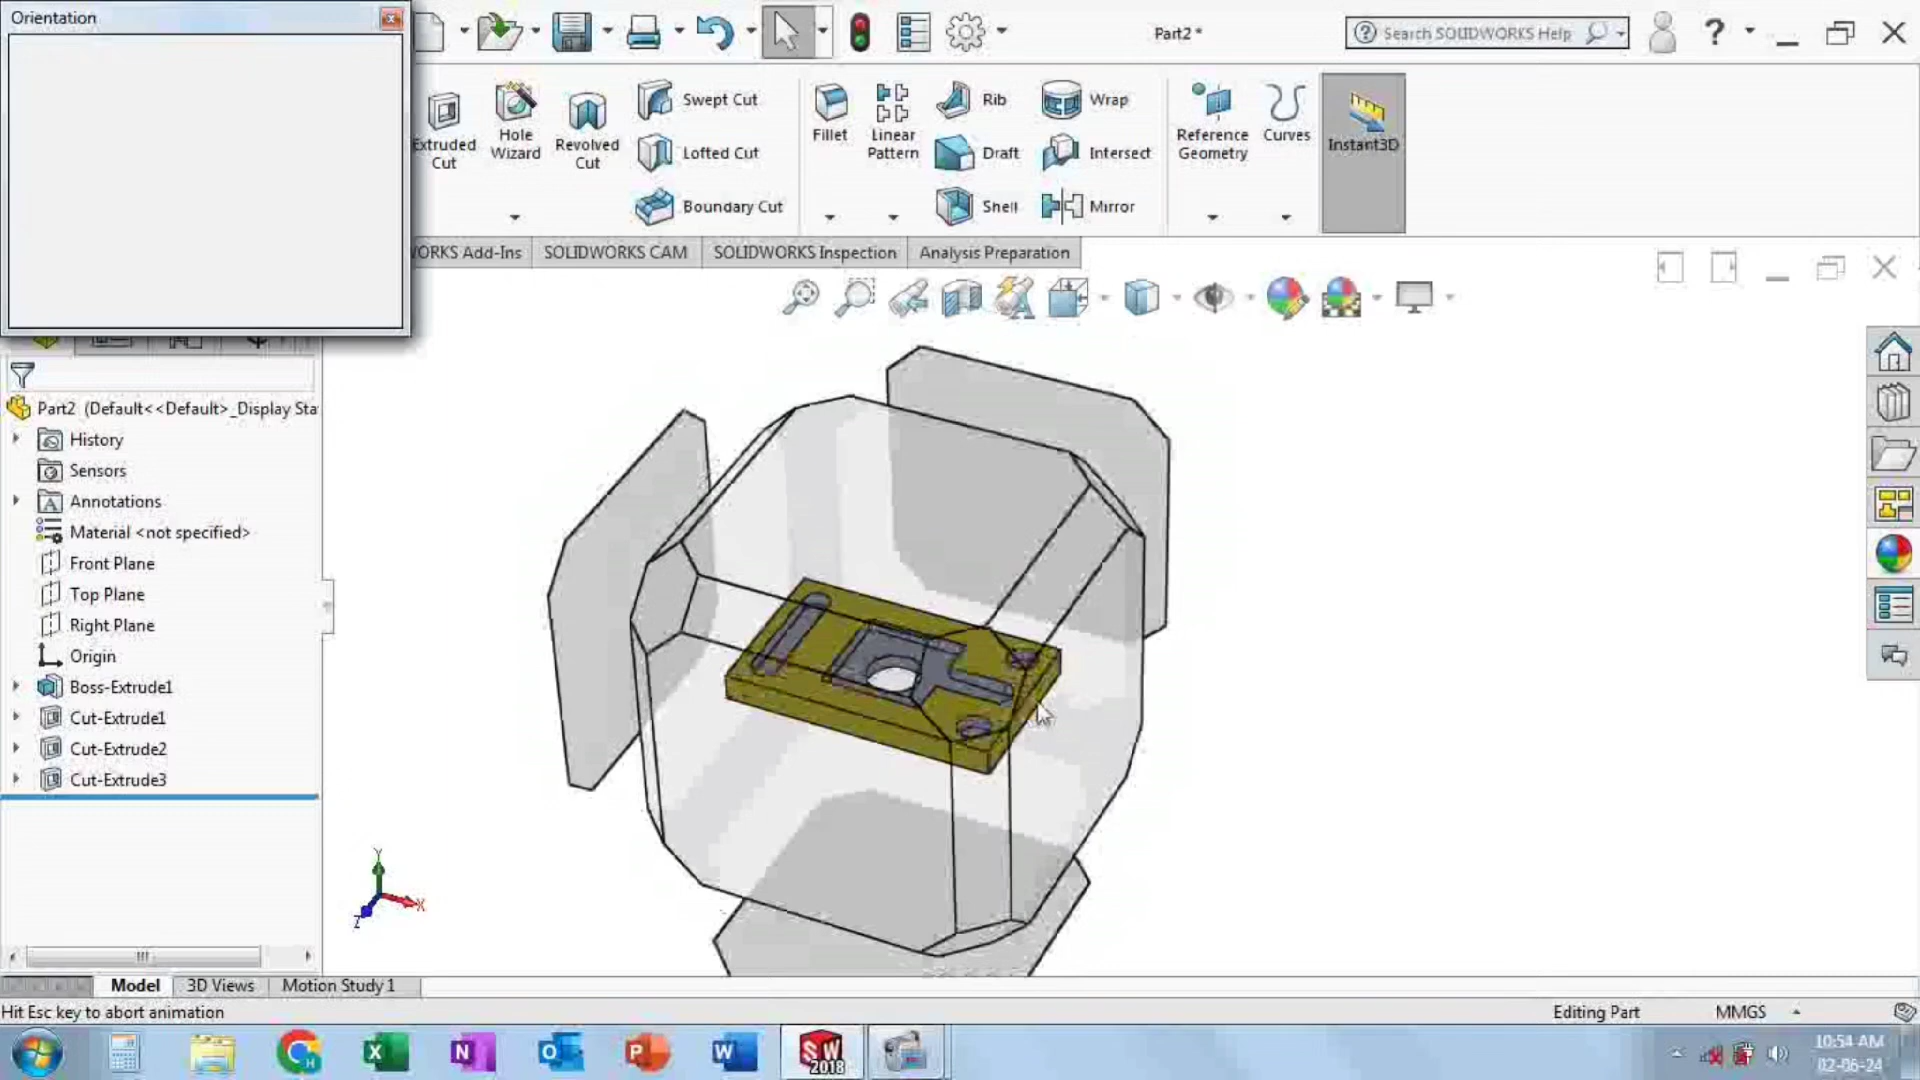 Orientation
Part2 *
Search SOLIDWORKS Help
Extruded Cut
Hole Wizard
Revolved Cut
Swept Cut
Lofted Cut
Boundary Cut
Fillet
Linear Pattern
Rib
Draft
Shell
Wrap
Intersect
Mirror
Reference Geometry
Curves
Instant3D
WORKS Add-Ins
SOLIDWORKS CAM
SOLIDWORKS Inspection
Analysis Preparation
Part2 (Default<<Default>_Display Sta
History
Sensors
Annotations
Material <not specified>
Front Plane
Top Plane
Right Plane
Origin
Boss-Extrude1
Cut-Extrude1
Cut-Extrude2
Cut-Extrude3
Y
X
Z
Model
3D Views
Motion Study 1
Hit Esc key to abort animation
Editing Part
MMGS
SW 2018
10:54 AM
02-06-24